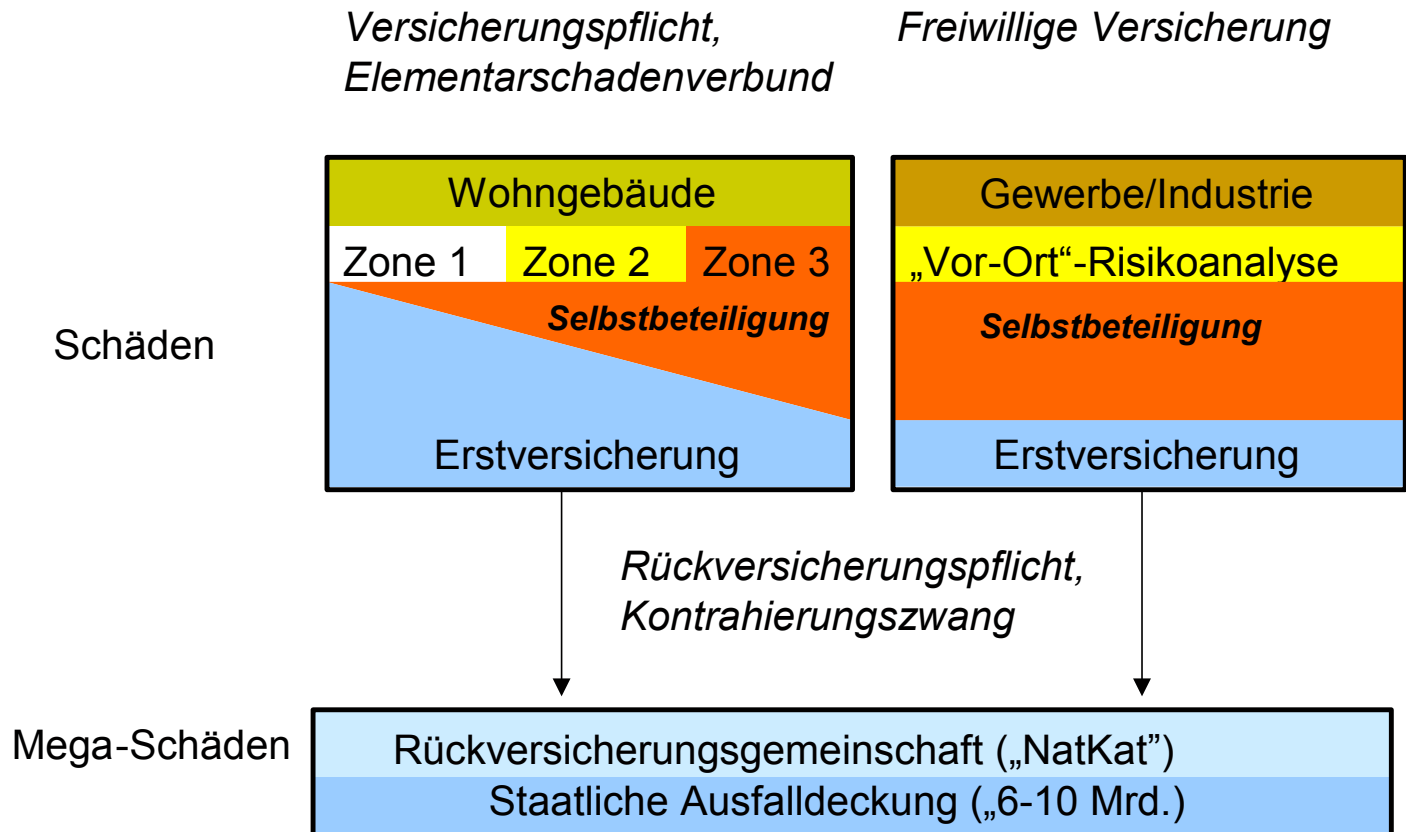 Versicherungspflicht,
Elementarschadenverbund
Freiwillige Versicherung
Wohngebäude
Zone 1 Zone 2 Zone 3
Selbstbeteiligung
Erstversicherung
Gewerbe/Industrie
„Vor-Ort“-Risikoanalyse
Selbstbeteiligung
Erstversicherung
Schäden
Rückversicherungspflicht,
Kontrahierungszwang
Mega-Schäden
Rückversicherungsgemeinschaft („NatKat”)
Staatliche Ausfalldeckung („6-10 Mrd.)